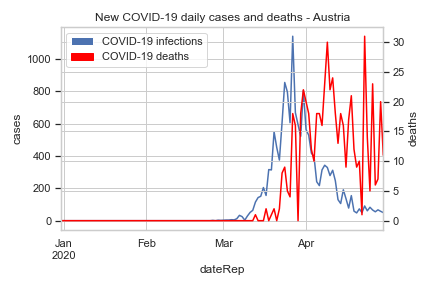 New COVID-19 daily cases and deaths - Austria
COVID-19 infections
COVID-19 deaths
1000
800
600
400
200
0
cases
30
25
20
15
10
5
0
deaths
Jan
2020
Feb
Mar
Apr
dateRep